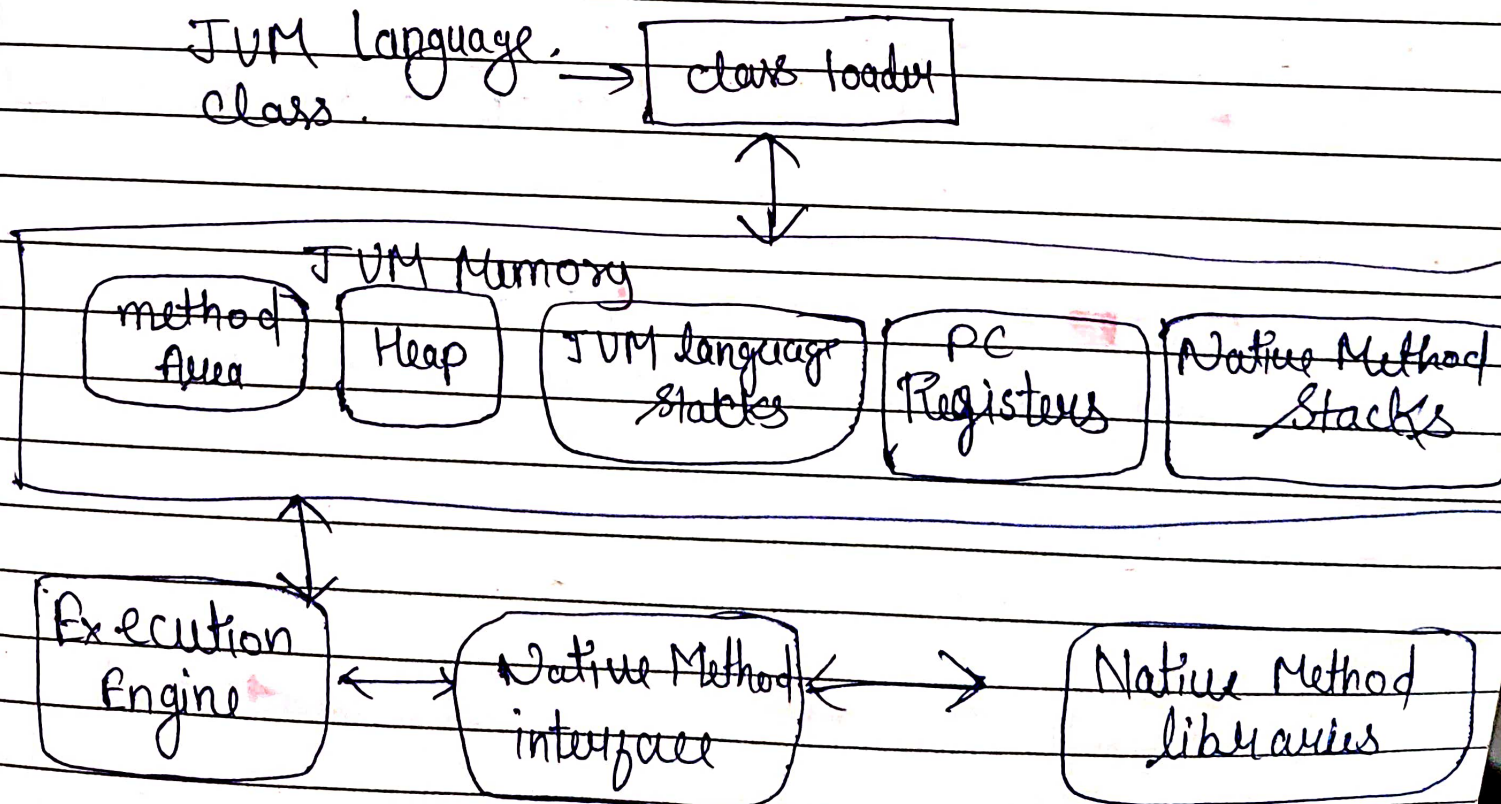 JVM language.
class.
class loader
JVM Memory
method
Area
Heap
JVM language
Stacks
PC
Registers
Native Method
Stacks
Execution
Engine
Native Method
interface
Native Method
libraries